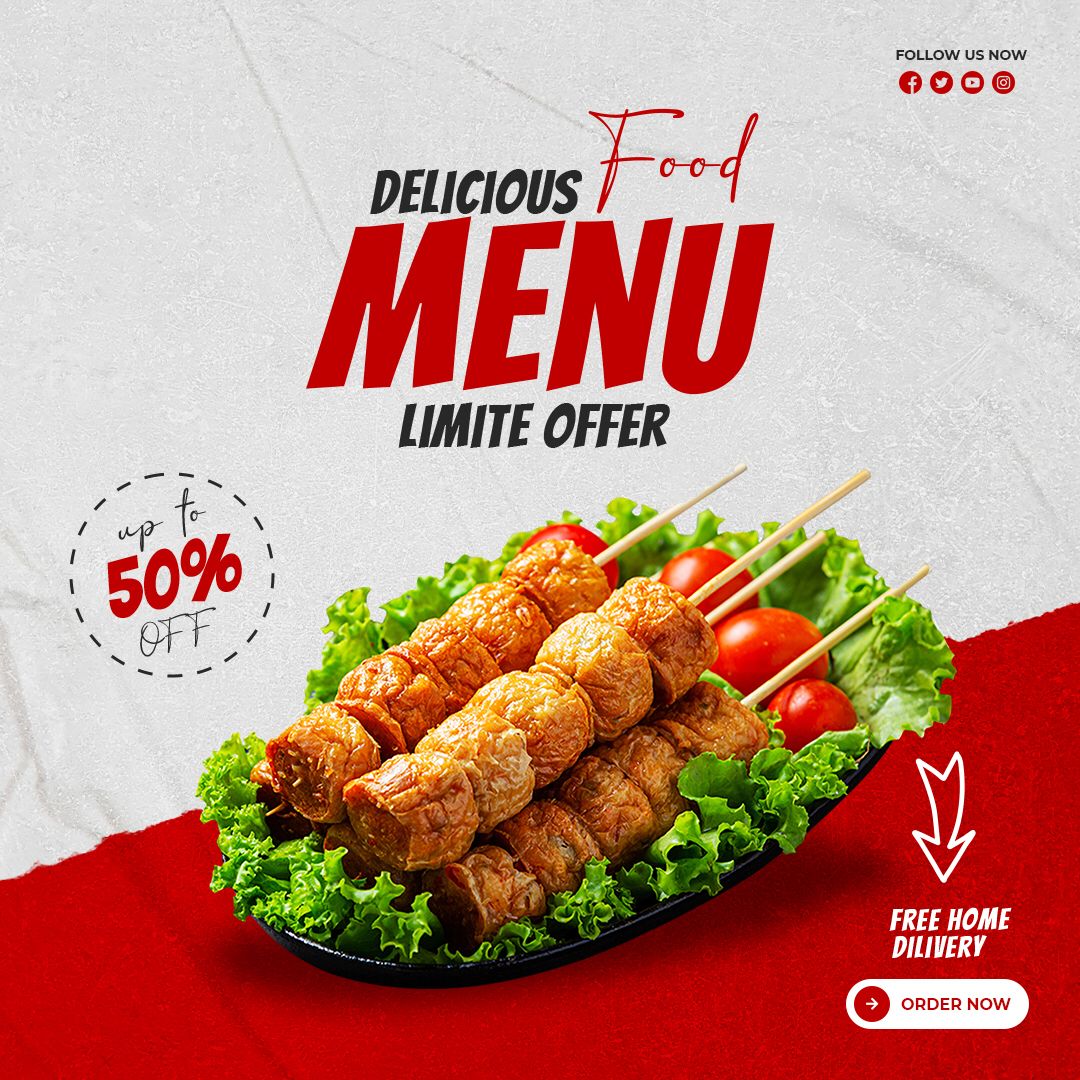 FOLLOW US NOW
DELICIOUS Food
MENU
LIMITE OFFER
up to
50%
OFF
FREE HOME
DILIVERY
ORDER NOW